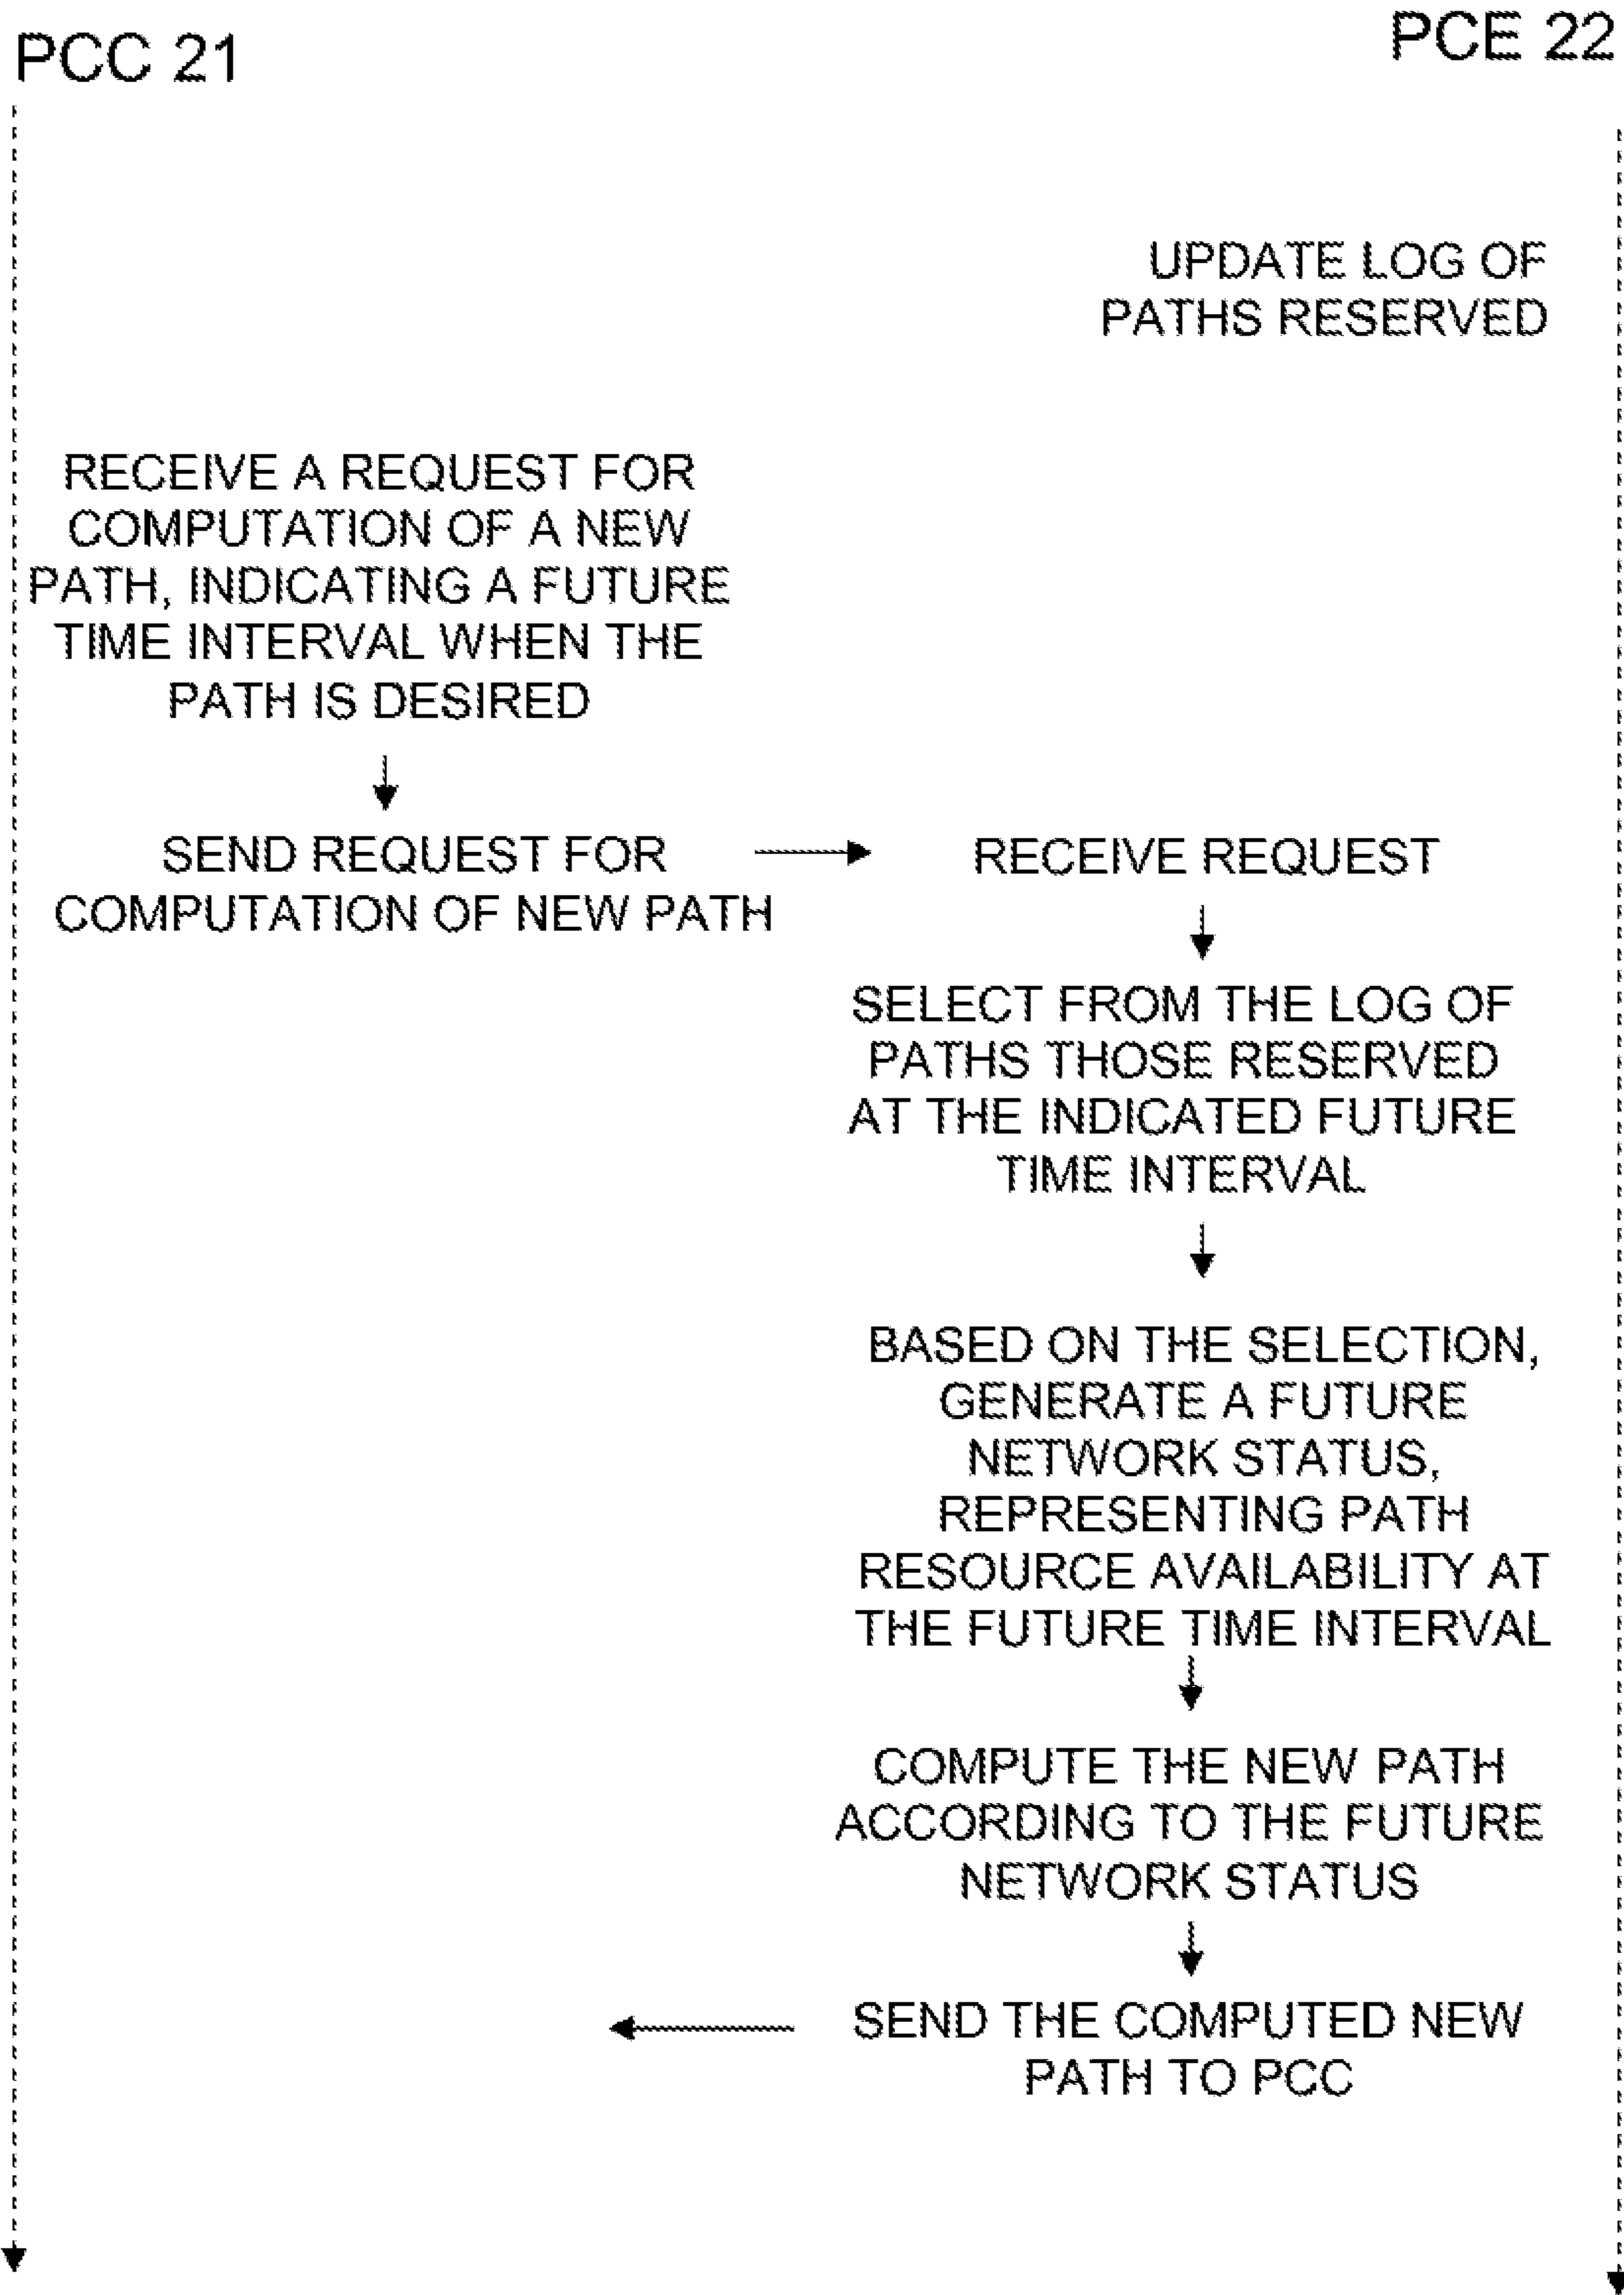 PCC 21
PCE 22
UPDATE LOG OF
PATHS RESERVED
RECEIVE A REQUEST FOR
COMPUTATION OF A NEW
PATH, INDICATING A FUTURE
TIME INTERVAL WHEN THE
PATH IS DESIRED
SEND REQUEST FOR
COMPUTATION OF NEW PATH
RECEIVE REQUEST
SELECT FROM THE LOG OF
PATHS THOSE RESERVED
AT THE INDICATED FUTURE
TIME INTERVAL
BASED ON THE SELECTION,
GENERATE A FUTURE
NETWORK STATUS,
REPRESENTING PATH
RESOURCE AVAILABILITY AT
THE FUTURE TIME INTERVAL
COMPUTE THE NEW PATH
ACCORDING TO THE FUTURE
NETWORK STATUS
SEND THE COMPUTED NEW
PATH TO PCC